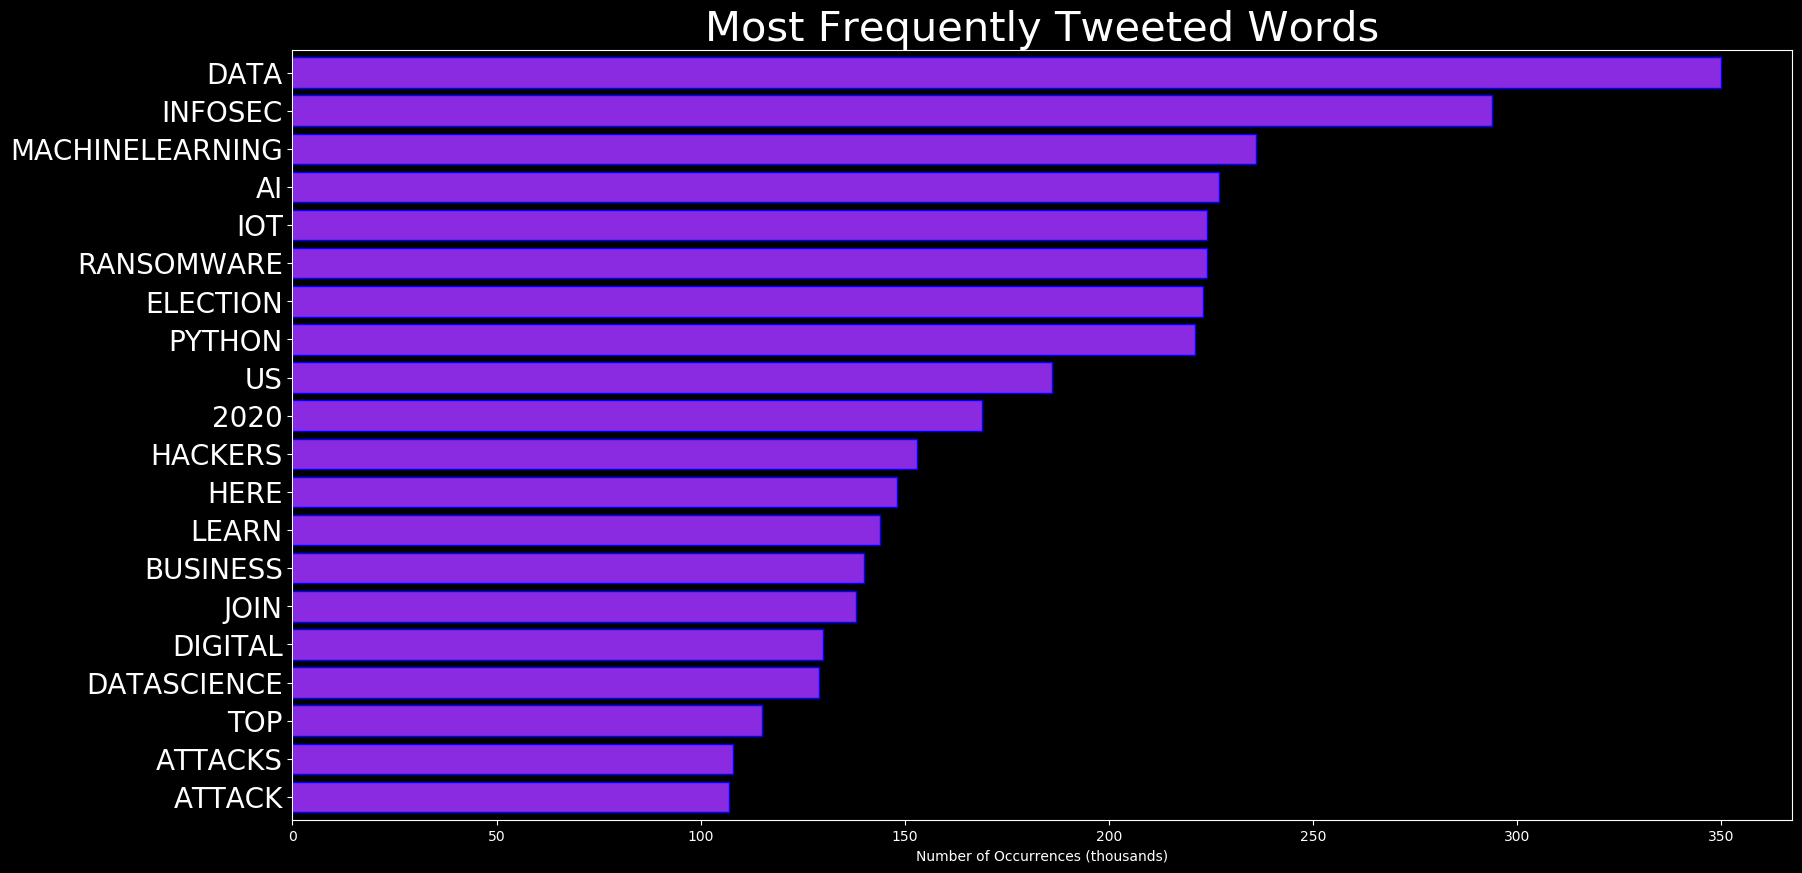 Most Frequently Tweeted Words
DATA
INFOSEC
MACHINELEARNING
AI
IOT
RANSOMWARE
ELECTION
PYTHON
US
2020
HACKERS
HERE
LEARN
BUSINESS
JOIN
DIGITAL
DATASCIENCE
TOP
ATTACKS
ATTACK
0 50 100 150 200 250 300 350
Number of Occurrences (thousands)